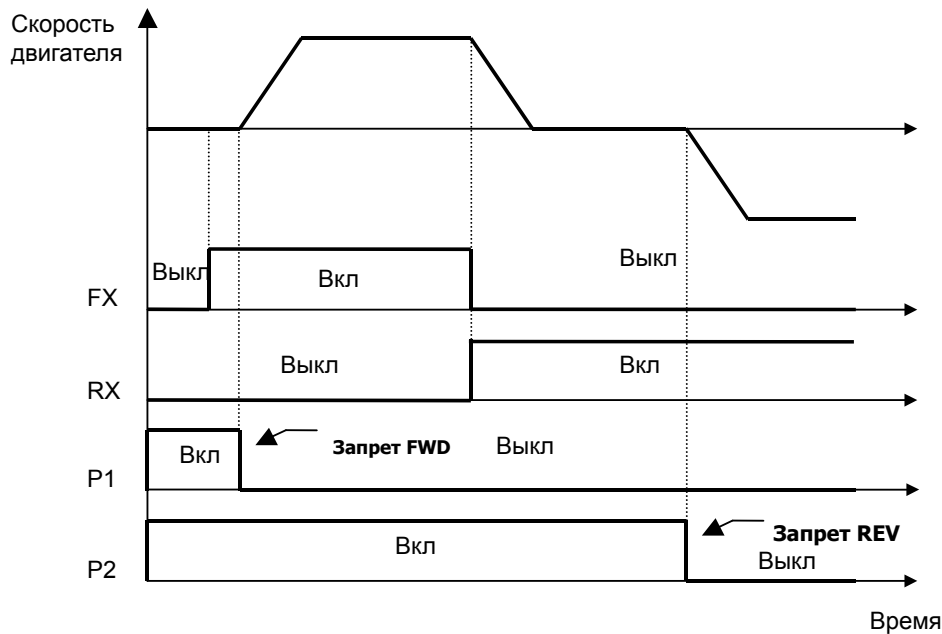 Скорость
двигателя
Выкл
Вкл
Выкл
FX
Выкл
Вкл
RX
Вкл
Запрет FWD
Выкл
P1
Вкл
Запрет REV
Выкл
P2
Время